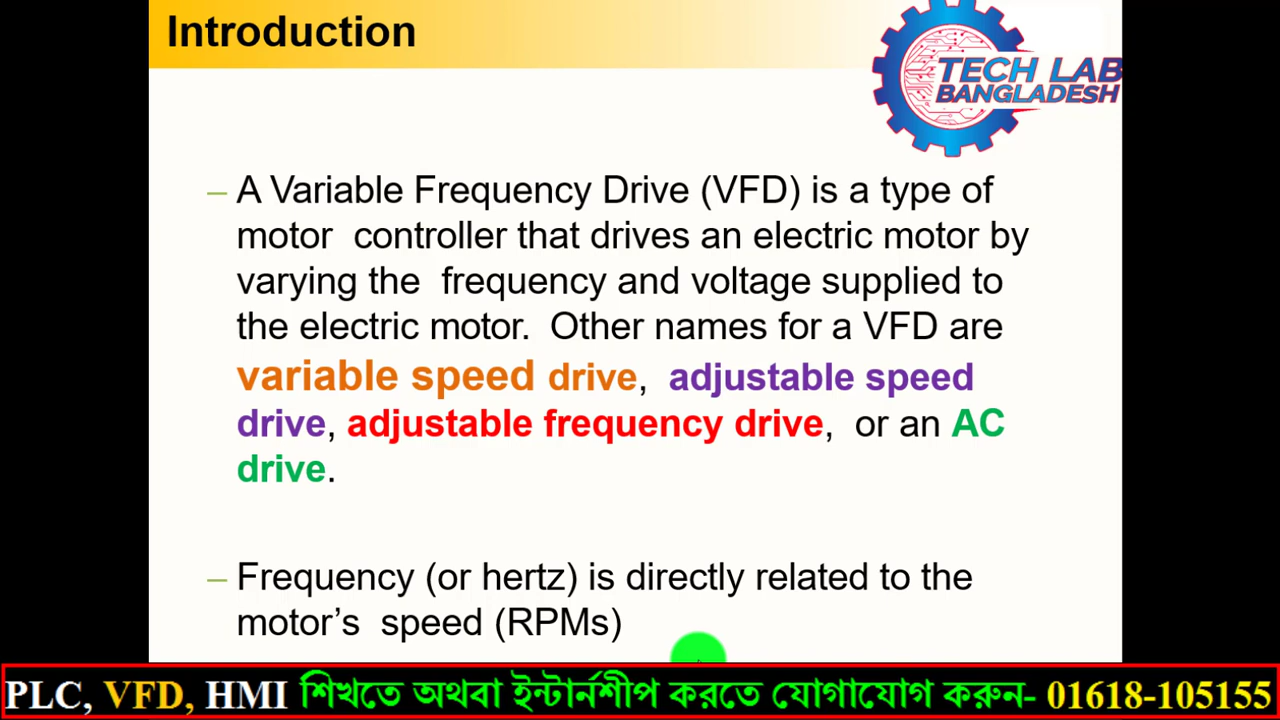 Introduction
TECH LAB
BANGLADESH
– A Variable Frequency Drive (VFD) is a type of
motor controller that drives an electric motor by
varying the frequency and voltage supplied to
the electric motor. Other names for a VFD are
variable speed drive, adjustable speed
drive, adjustable frequency drive, or an AC
drive.
– Frequency (or hertz) is directly related to the
motor’s speed (RPMs)
PLC, VFD, HMI শিখতে অথবা ইন্টার্নশীপ করতে যোগাযোগ করুন- 01618-105155